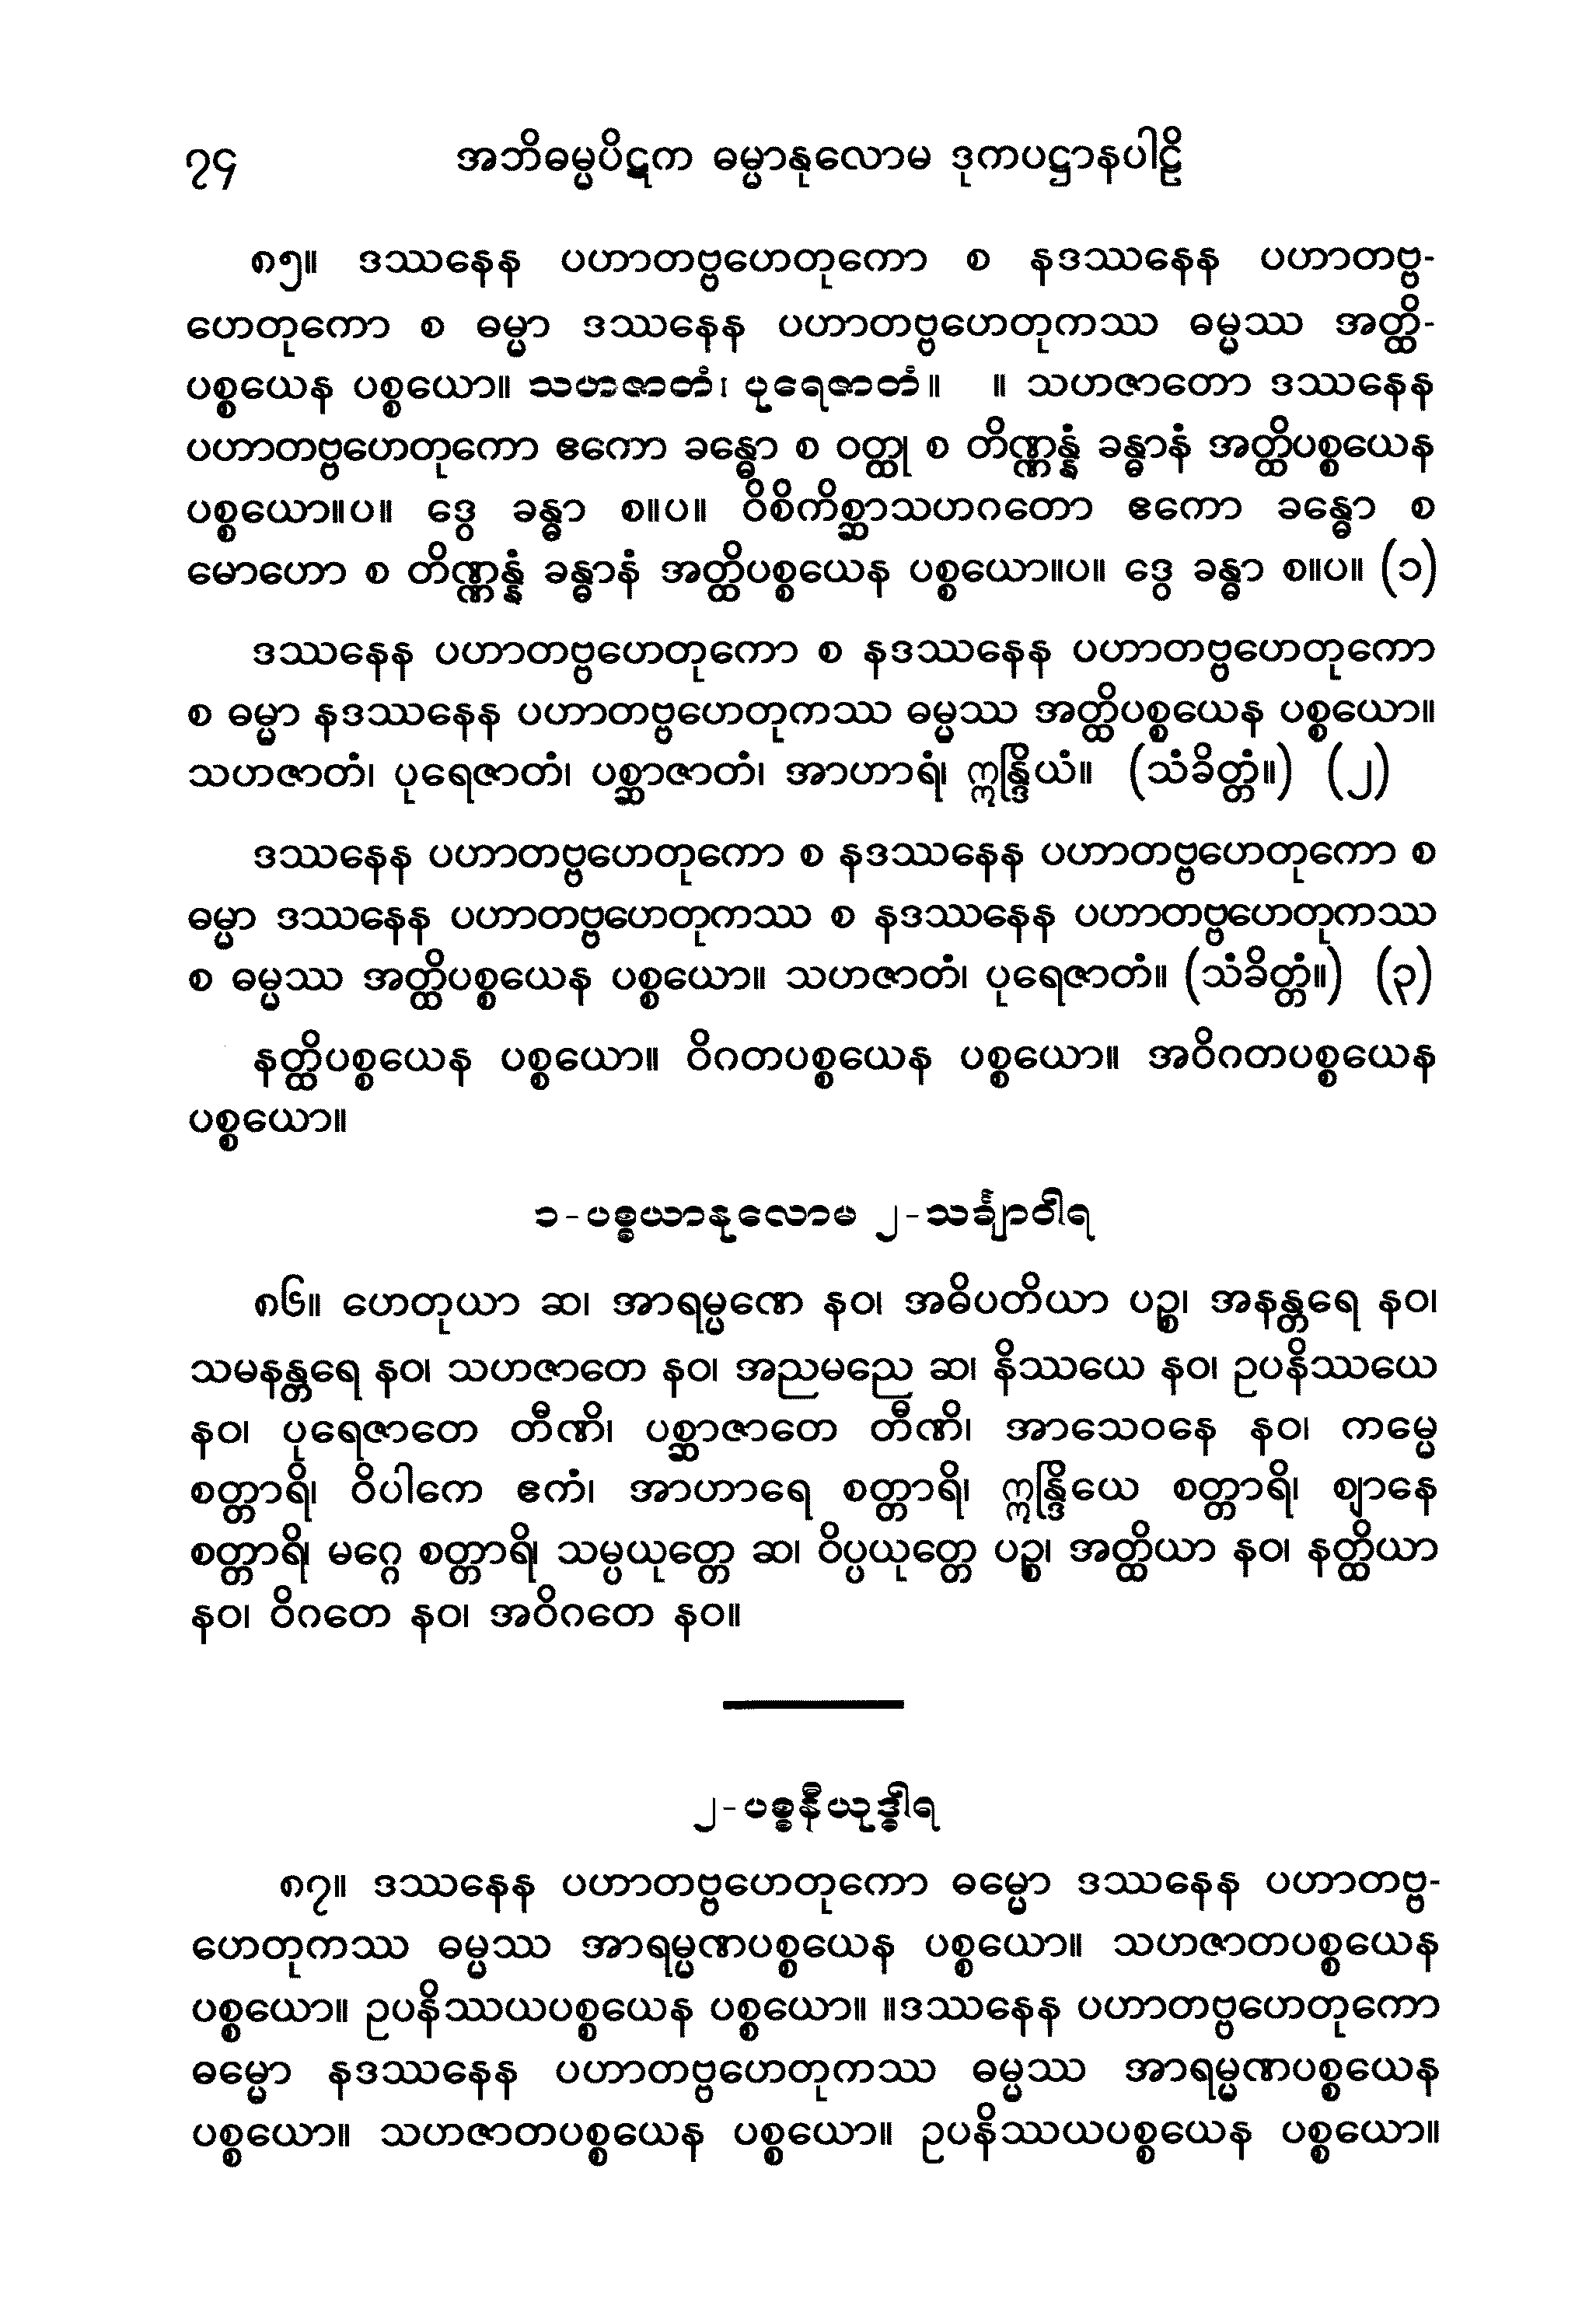 ၇၄ အဘိဓမ္မပိဋက ဓမ္မာနုလောမ ဒုကပဋ္ဌာနပါဠိ
၈၅။ ဒဿနေန ပဟာတဗ္ဗဟေတုကော စ နဒဿနေန ပဟာတဗ္ဗ-
ဟေတုကော စ ဓမ္မာ ဒဿနေန ပဟာတဗ္ဗဟေတုကဿ ဓမ္မဿ အတ္ထိ-
ပစ္စယေန ပစ္စယော။ သဟဇာတံ၊ ပုရေဇာတံ။ ။ သဟဇာတော ဒဿနေန
ပဟာတဗ္ဗဟေတုကော ဧကော ခန္ဓော စ ဝတ္ထု စ တိဏ္ဏန္နံ ခန္ဓာနံ အတ္ထိပစ္စယေန
ပစ္စယော။ပ။ ဒွေ ခန္ဓာ စ။ပ။ ဝိစိကိစ္ဆာသဟဂတော ဧကော ခန္ဓော စ
မောဟော စ တိဏ္ဏန္နံ ခန္ဓာနံ အတ္ထိပစ္စယေန ပစ္စယော။ပ။ ဒွေ ခန္ဓာ စ။ပ။ (၁)
ဒဿနေန ပဟာတဗ္ဗဟေတုကော စ နဒဿနေန ပဟာတဗ္ဗဟေတုကော
စ ဓမ္မာ နဒဿနေန ပဟာတဗ္ဗဟေတုကဿ ဓမ္မဿ အတ္ထိပစ္စယေန ပစ္စယော။
သဟဇာတံ၊ ပုရေဇာတံ၊ ပစ္ဆာဇာတံ၊ အာဟာရံ၊ ဣန္ဒြိယံ။ (သံခိတ္တံ။) (၂)
ဒဿနေန ပဟာတဗ္ဗဟေတုကော စ နဒဿနေန ပဟာတဗ္ဗဟေတုကော စ
ဓမ္မာ ဒဿနေန ပဟာတဗ္ဗဟေတုကဿ စ နဒဿနေန ပဟာတဗ္ဗဟေတုကဿ
စ ဓမ္မဿ အတ္ထိပစ္စယေန ပစ္စယော။ သဟဇာတံ၊ ပုရေဇာတံ။ (သံခိတ္တံ။) (၃)
နတ္ထိပစ္စယေန ပစ္စယော။ ဝိဂတပစ္စယေန ပစ္စယော။ အဝိဂတပစ္စယေန
ပစ္စယော။
၁-ပစ္စယာနုလောမ ၂-သင်္ချာဝါရ
၈၆။ ဟေတုယာ ဆ၊ အာရမ္မဏေ နဝ၊ အဓိပတိယာ ပဉ္စ၊ အနန္တရေ နဝ၊
သမနန္တရေ နဝ၊ သဟဇာတေ နဝ၊ အညမညေ ဆ၊ နိဿယေ နဝ၊ ဥပနိဿယေ
နဝ၊ ပုရေဇာတေ တီဏိ၊ ပစ္ဆာဇာတေ တီဏိ၊ အာသေဝနေ နဝ၊ ကမ္မေ
စတ္တာရိ၊ ဝိပါကေ ဧကံ၊ အာဟာရေ စတ္တာရိ၊ ဣန္ဒြိယေ စတ္တာရိ၊ ဈာနေ
စတ္တာရိ၊ မဂ္ဂေ စတ္တာရိ၊ သမ္ပယုတ္တေ ဆ၊ ဝိပ္ပယုတ္တေ ပဉ္စ၊ အတ္ထိယာ နဝ၊ နတ္ထိယာ
နဝ၊ ဝိဂတေ နဝ၊ အဝိဂတေ နဝ။
၂-ပစ္စနီယုဒ္ဓါရ
၈၇။ ဒဿနေန ပဟာတဗ္ဗဟေတုကော ဓမ္မော ဒဿနေန ပဟာတဗ္ဗ-
ဟေတုကဿ ဓမ္မဿ အာရမ္မဏပစ္စယေန ပစ္စယော။ သဟဇာတပစ္စယေန
ပစ္စယော။ ဥပနိဿယပစ္စယေန ပစ္စယော။ ။ဒဿနေန ပဟာတဗ္ဗဟေတုကော
ဓမ္မော နဒဿနေန ပဟာတဗ္ဗဟေတုကဿ ဓမ္မဿ အာရမ္မဏပစ္စယေန
ပစ္စယော။ သဟဇာတပစ္စယေန ပစ္စယော။ ဥပနိဿယပစ္စယေန ပစ္စယော။